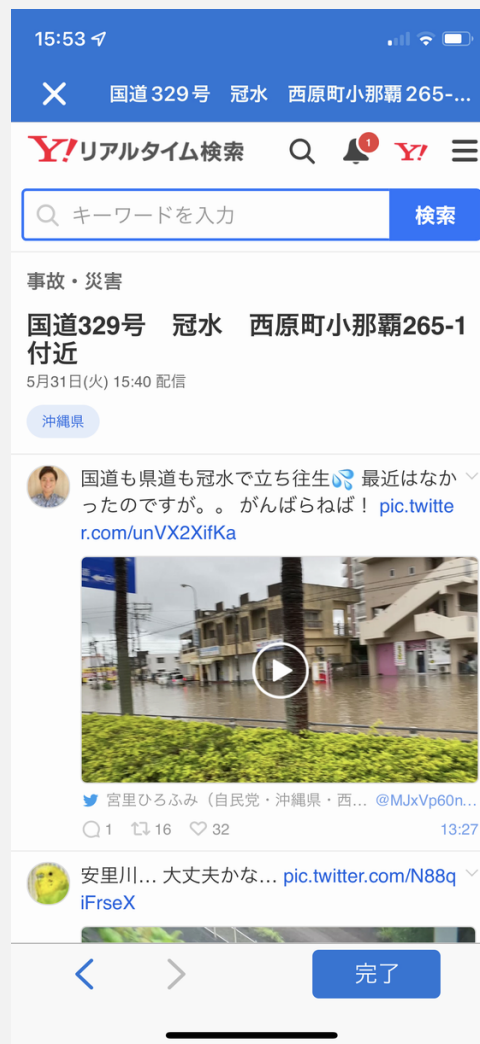 15:53
国道329号　冠水　西原町小那覇265-...
Y!リアルタイム検索
1
Y!
キーワードを入力
検索
事故・災害
国道329号　冠水　西原町小那覇265-1
付近
5月31日(火) 15:40 配信
沖縄県
国道も県道も冠水で立ち往生💦 最近はなか
ったのですが。。 がんばらねば！ pic.twitte
r.com/unVX2XifKa
宮里ひろふみ（自民党・沖縄県・西... @MJxVp60n...
1 16 32 13:27
安里川... 大丈夫かな... pic.twitter.com/N88q
iFrseX
完了